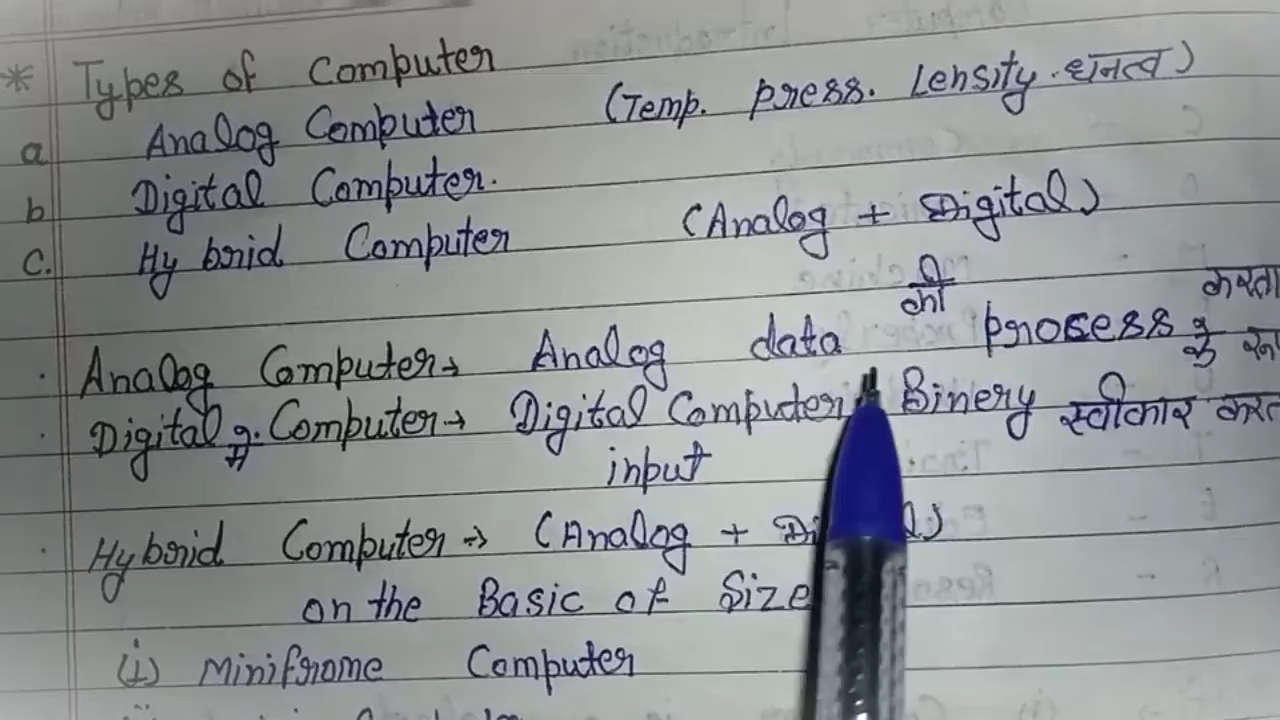 * Types of Computer
a Analog Computer (Temp. press. Lensity. घनत्व)
b Digital Computer.
c. Hybrid Computer (Analog + Digital)
Analog Computer → Analog data को process करता
Digital Computer → Digital Computer Binery के स्वीकार करत
input
Hybrid Computer → (Analog +
on the Basic of Size
(i) Miniframe Computer